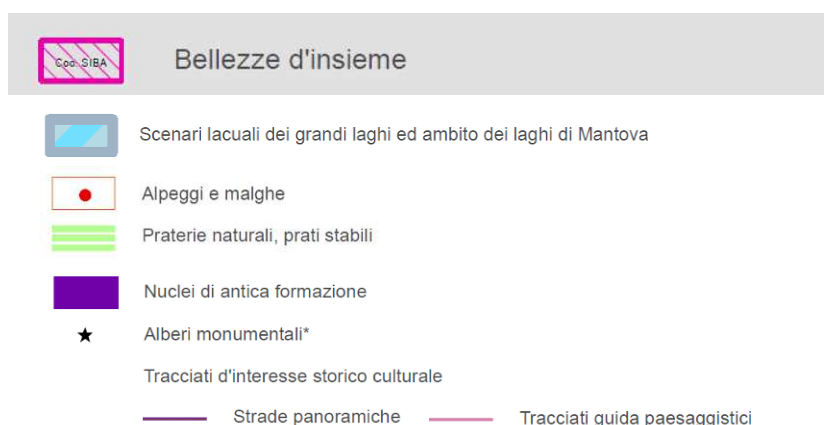 Cod. SIBA Bellezze d'insieme
Scenari lacuali dei grandi laghi ed ambito dei laghi di Mantova
Alpeggi e malghe
Praterie naturali, prati stabili
Nuclei di antica formazione
Alberi monumentali*
Tracciati d'interesse storico culturale
Strade panoramiche Tracciati guida paesaggistici